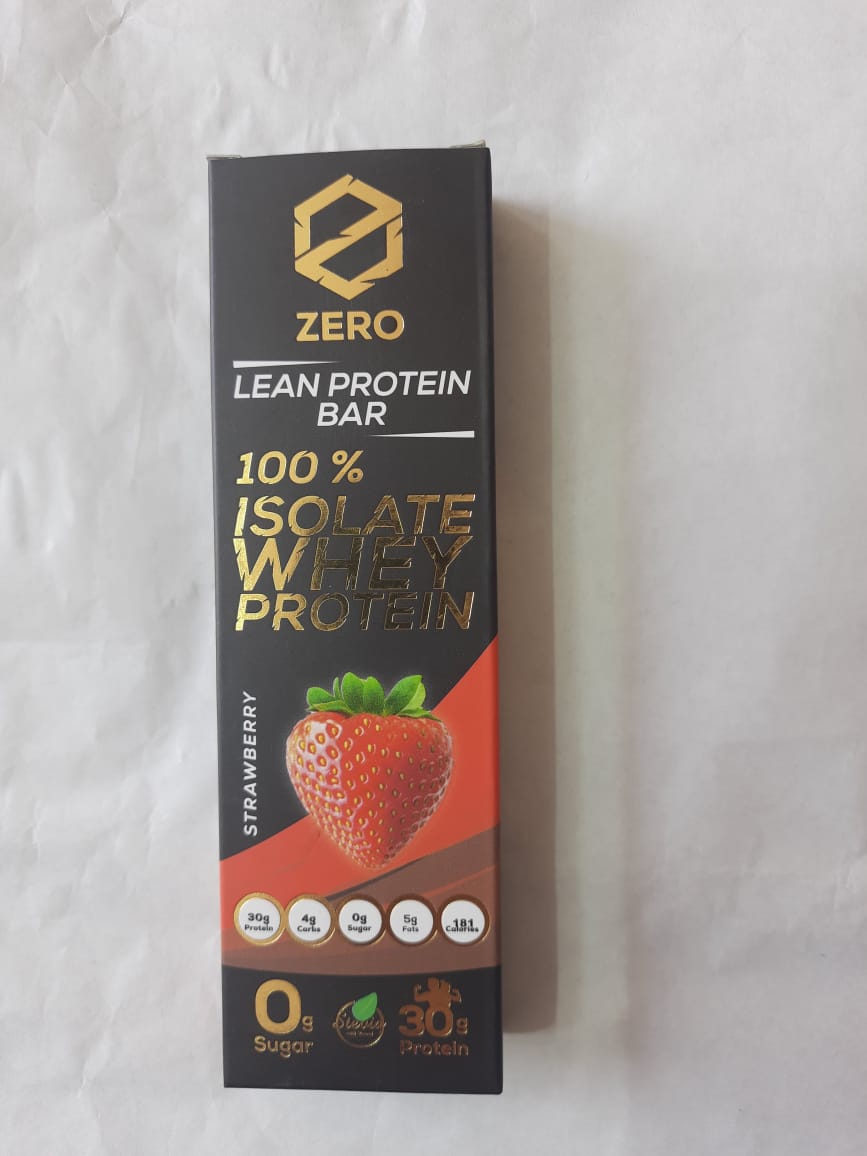 ZERO
LEAN PROTEIN
BAR
100 %
ISOLATE
WHEY
PROTEIN
STRAWBERRY
30g
Protein
4g
Carbs
0g
Sugar
5g
Fats
181
Calories
0g
Sugar
Stevia
30g
Protein